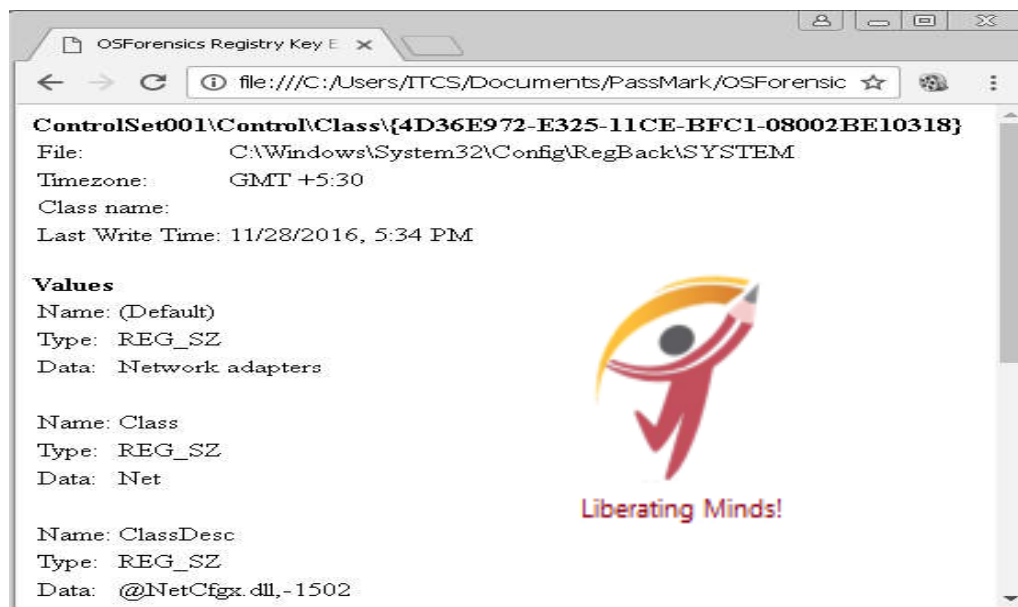 OSForensics Registry Key E
file:///C:/Users/ITCS/Documents/PassMark/OSForensic
ControlSet001\Control\Class\{4D36E972-E325-11CE-BFC1-08002BE10318}
File: C:\Windows\System32\Config\RegBack\SYSTEM
Timezone: GMT +5:30
Class name:
Last Write Time: 11/28/2016, 5:34 PM
Values
Name: (Default)
Type: REG_SZ
Data: Network adapters
Name: Class
Type: REG_SZ
Data: Net
Liberating Minds!
Name: ClassDesc
Type: REG_SZ
Data: @NetCfgx.dll,-1502